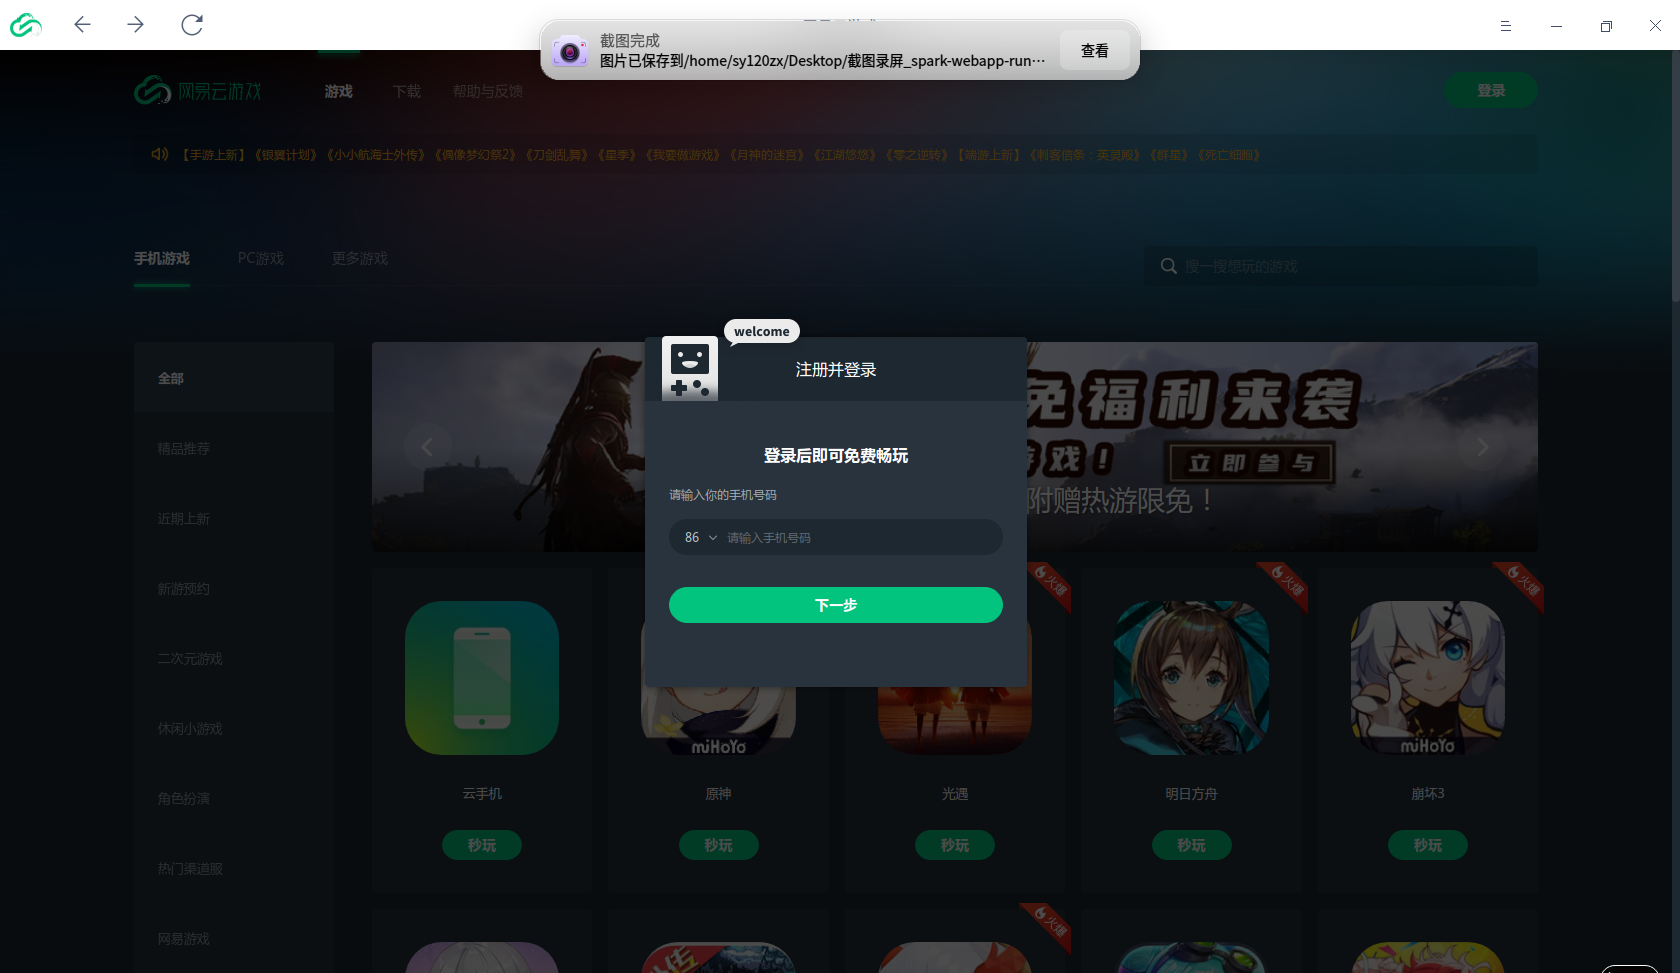 截图完成
图片已保存到/home/sy120zx/Desktop/截图录屏_spark-webapp-run…
查看
网易云游戏
游戏
下载
帮助与反馈
登录
【手游上新】《银翼计划》《小小航海士外传》《偶像梦幻祭2》《刀剑乱舞》《星季》《我要做游戏》《月神的迷宫》《江湖悠悠》《零之逆转》【端游上新】《刺客信条:英灵殿》《群星》《死亡细胞》
手机游戏
PC游戏
更多游戏
搜一搜想玩的游戏
全部
精品推荐
近期上新
新游预约
二次元游戏
休闲小游戏
角色扮演
热门渠道服
网易游戏
免福利来袭
游戏!
立即参与
附赠热游限免！
welcome
注册并登录
登录后即可免费畅玩
请输入你的手机号码
86
请输入手机号码
下一步
火爆
火爆
火爆
miHoYo
miHoYo
云手机
原神
光遇
明日方舟
崩坏3
秒玩
秒玩
秒玩
秒玩
秒玩
火爆
外传